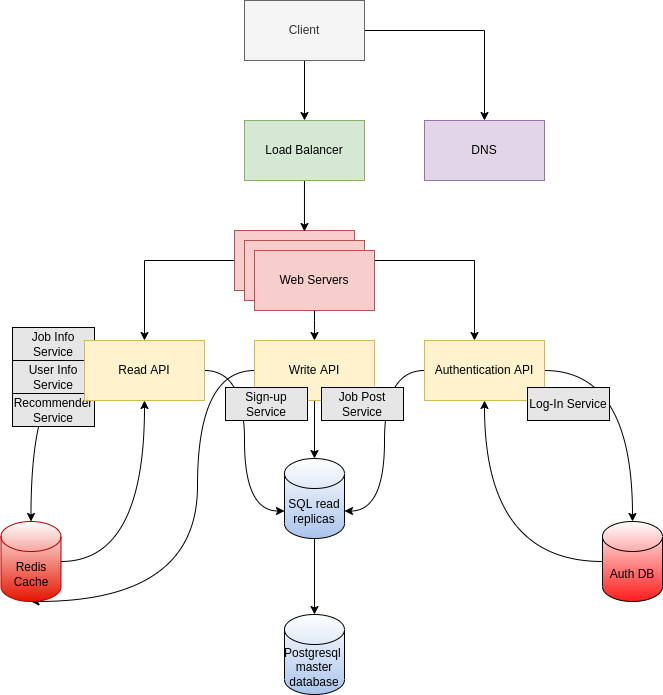 Client
Load Balancer
DNS
Web Servers
Job Info
Service
User Info
Service
Recommender
Service
Read API
Write API
Authentication API
Sign-up
Service
Job Post
Service
Log-In Service
SQL read
replicas
Redis
Cache
Auth DB
Postgresql
master
database